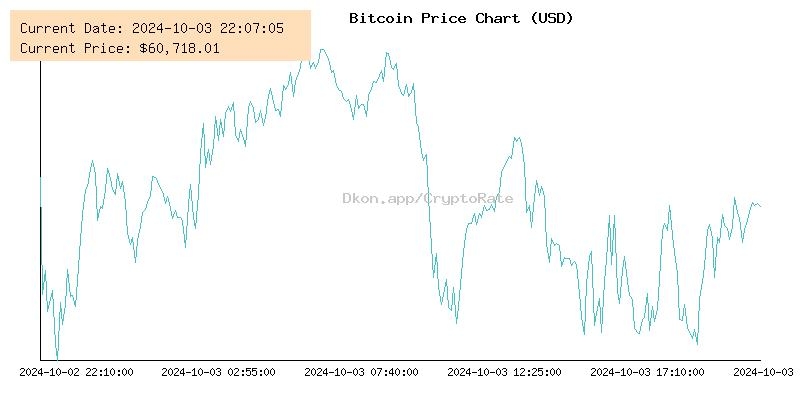 Bitcoin Price Chart (USD)
Current Date: 2024-10-03 22:07:05
Current Price: $60,718.01
Dkon.app/CryptoRate
2024-10-02 22:10:00 2024-10-03 02:55:00 2024-10-03 07:40:00 2024-10-03 12:25:00 2024-10-03 17:10:00 2024-10-03